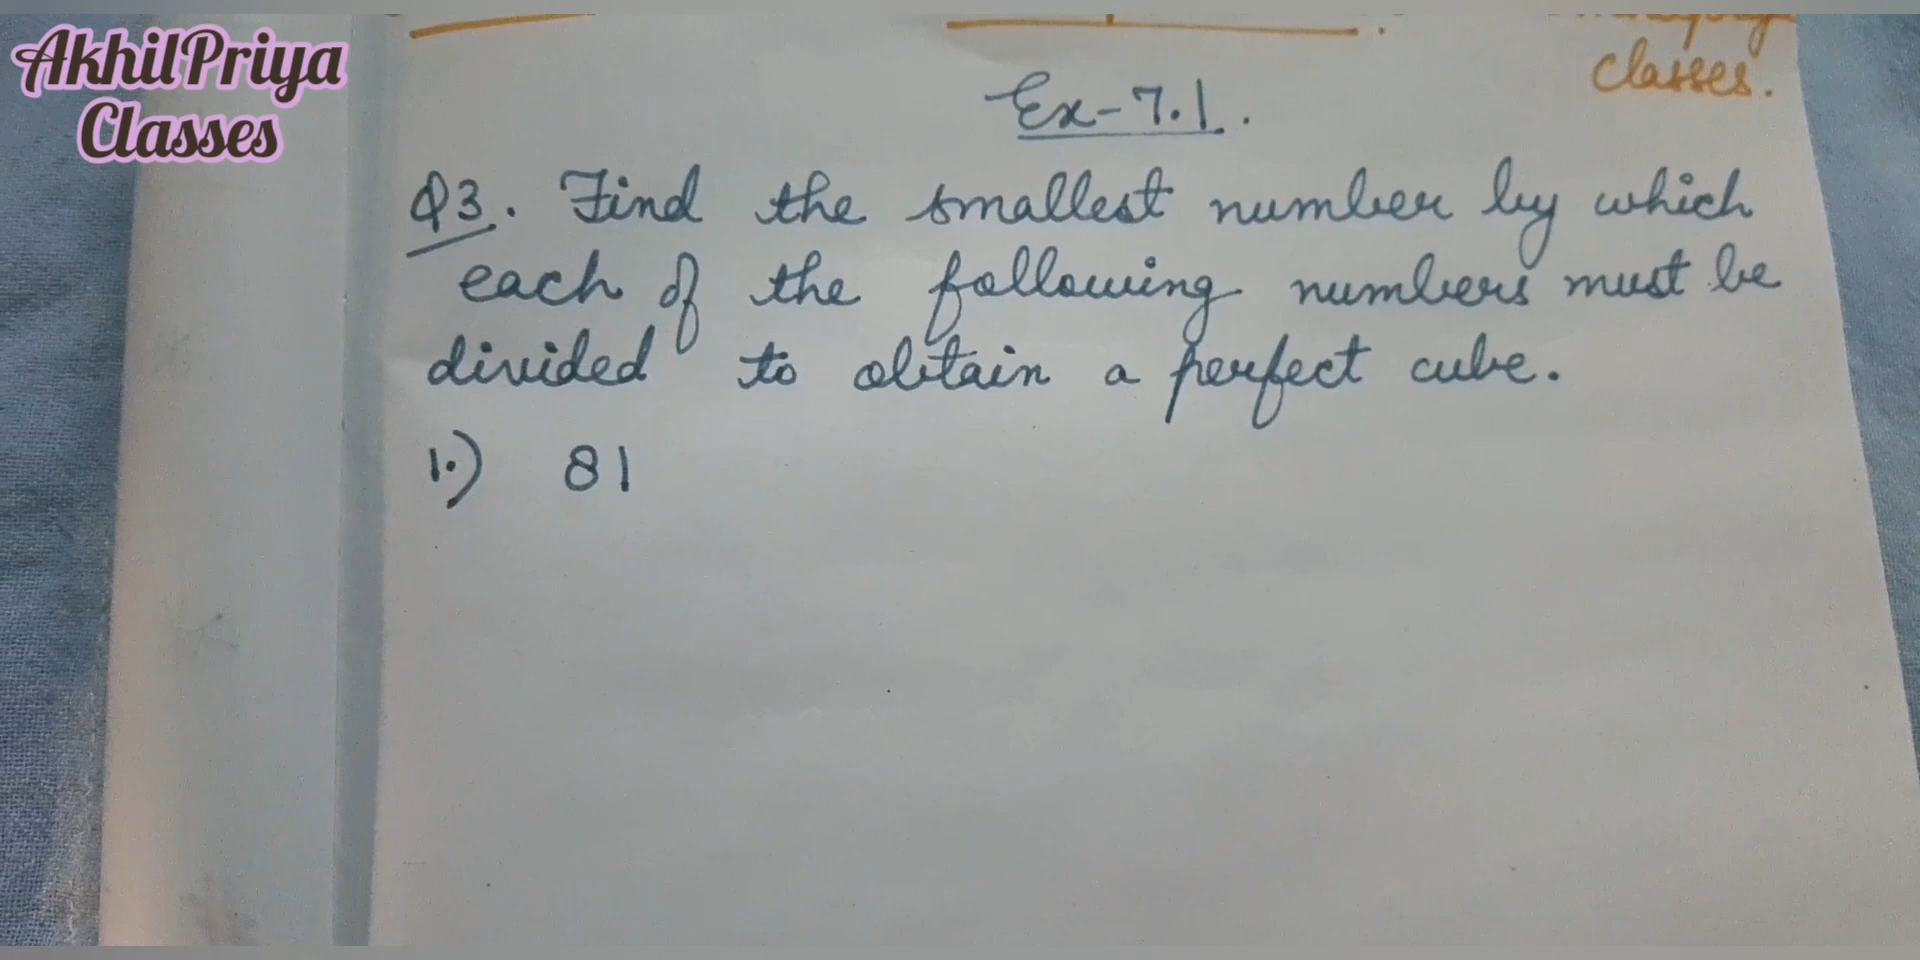 AkhilPriya
Classes
Classes.
Ex-7.1.
Q3. Find the smallest number by which
each of the following numbers must be
divided to obtain a perfect cube.
1.) 81